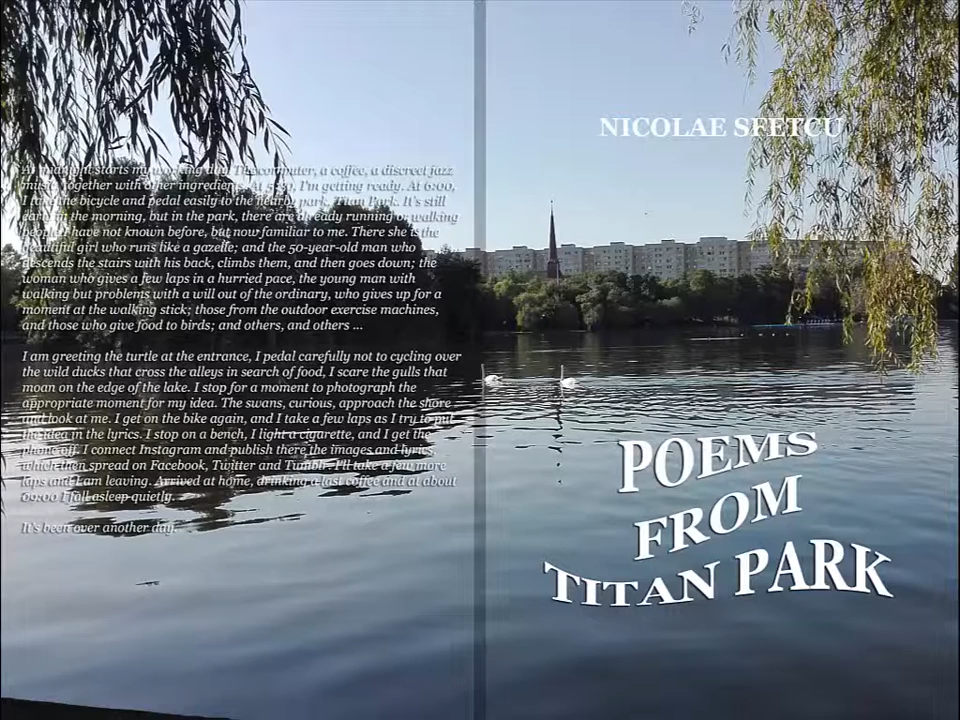 At midnight starts my working day. The computer, a coffee, a discreet jazz
music, together with other ingredients. At 5:30, I'm getting ready. At 6:00,
I take the bicycle and pedal easily to the nearby park, Titan Park. It's still
early in the morning, but in the park, there are already running or walking
people I have not known before, but now familiar to me. There she is the
beautiful girl who runs like a gazelle; and the 50-year-old man who
descends the stairs with his back, climbs them, and then goes down; the
woman who gives a few laps in a hurried pace, the young man with
walking but problems with a will out of the ordinary, who gives up for a
moment at the walking stick; those from the outdoor exercise machines,
and those who give food to birds; and others, and others ...
I am greeting the turtle at the entrance, I pedal carefully not to cycling over
the wild ducks that cross the alleys in search of food, I scare the gulls that
moan on the edge of the lake. I stop for a moment to photograph the
appropriate moment for my idea. The swans, curious, approach the shore
and look at me. I get on the bike again, and I take a few laps as I try to put
the idea in the lyrics. I stop on a bench, I light a cigarette, and I get the
phone off. I connect Instagram and publish there the images and lyrics,
which then spread on Facebook, Twitter and Tumblr. I'll take a few more
laps and I am leaving. Arrived at home, drinking a last coffee and at about
09:00 I fall asleep quietly.
It's been over another day.
NICOLAE SFETCU
POEMS
FROM
TITAN PARK